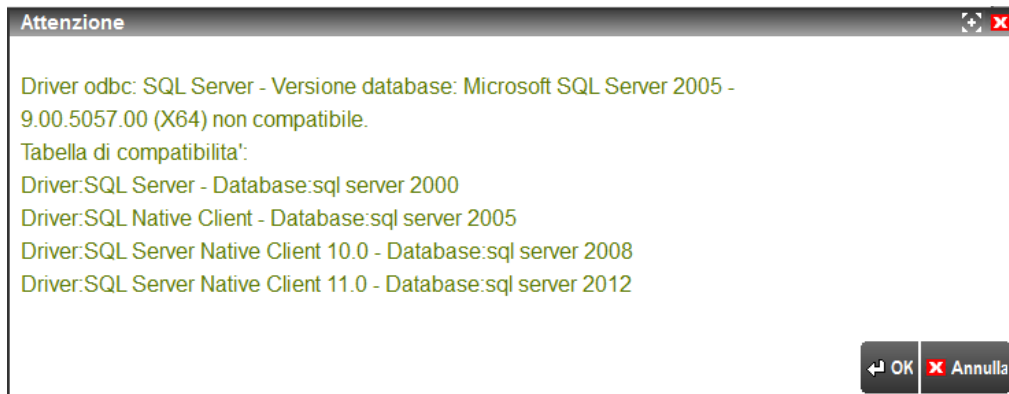 Attenzione
Driver odbc: SQL Server - Versione database: Microsoft SQL Server 2005 -
9.00.5057.00 (X64) non compatibile.
Tabella di compatibilita':
Driver:SQL Server - Database:sql server 2000
Driver:SQL Native Client - Database:sql server 2005
Driver:SQL Server Native Client 10.0 - Database:sql server 2008
Driver:SQL Server Native Client 11.0 - Database:sql server 2012
OK Annulla